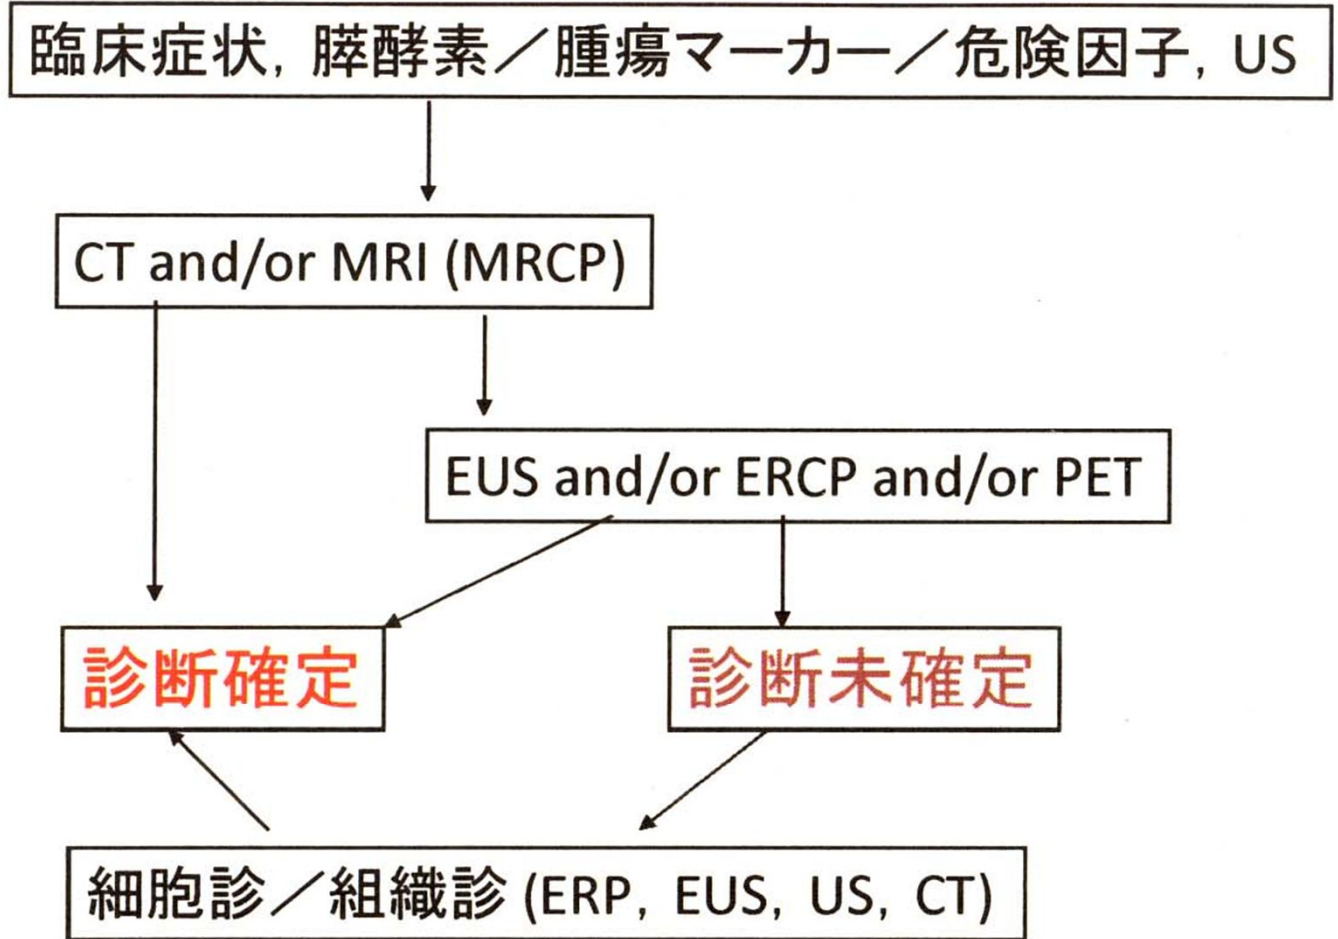 臨床症状, 膵酵素／腫瘍マーカー／危険因子, US
CT and/or MRI (MRCP)
EUS and/or ERCP and/or PET
診断確定
診断未確定
細胞診／組織診 (ERP, EUS, US, CT)